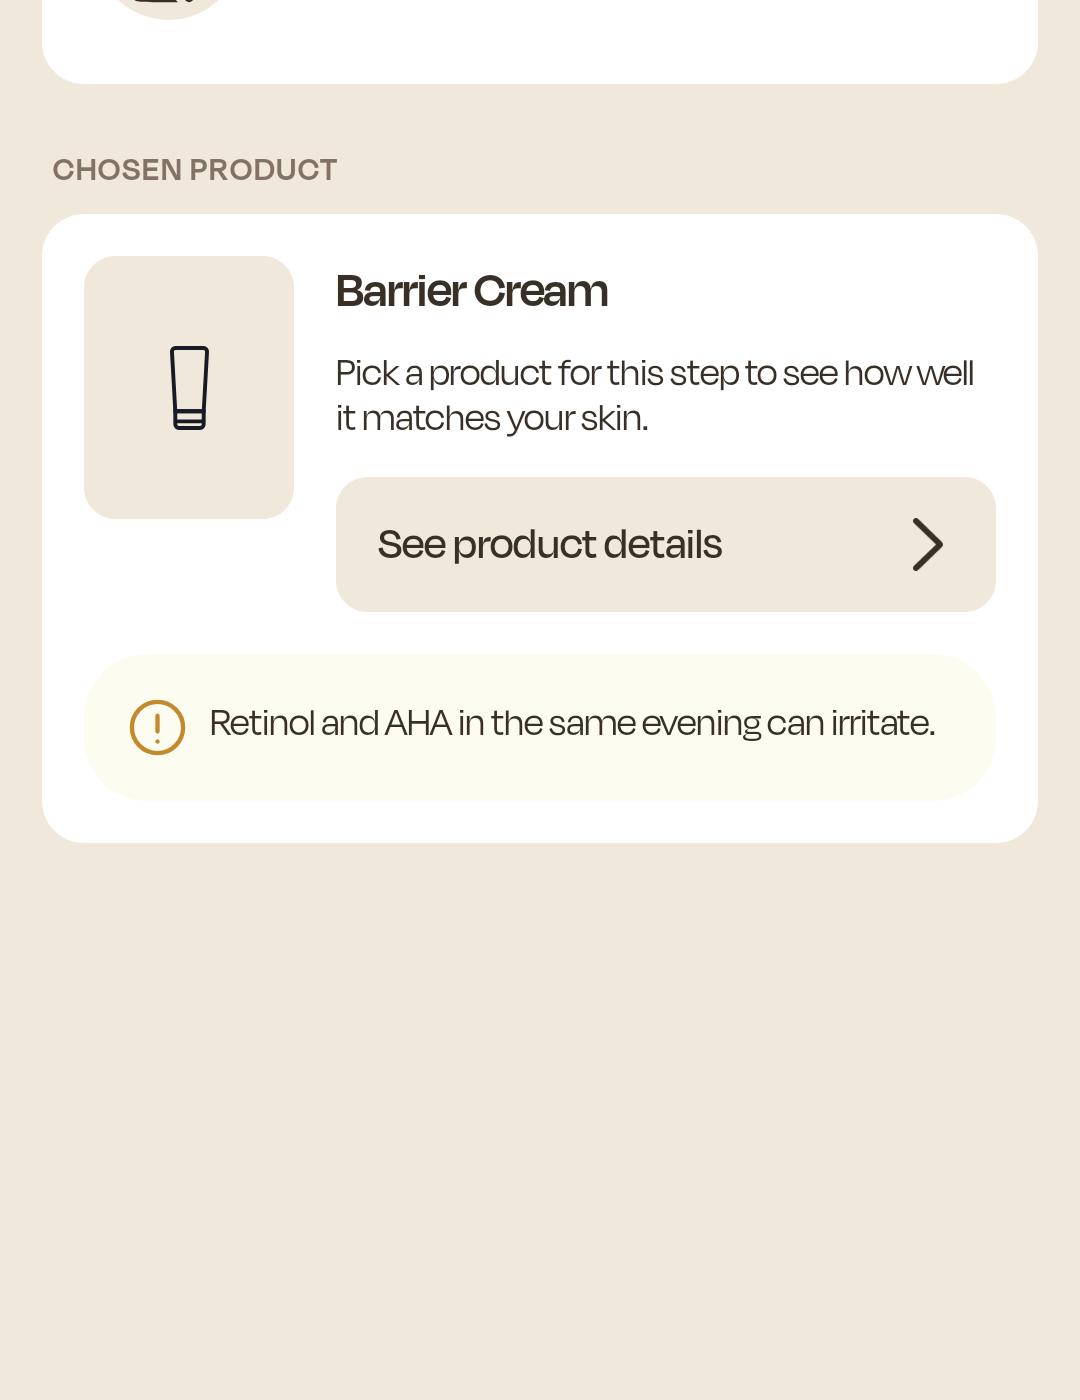 CHOSEN PRODUCT
Barrier Cream
Pick a product for this step to see how well
it matches your skin.
See product details
Retinol and AHA in the same evening can irritate.